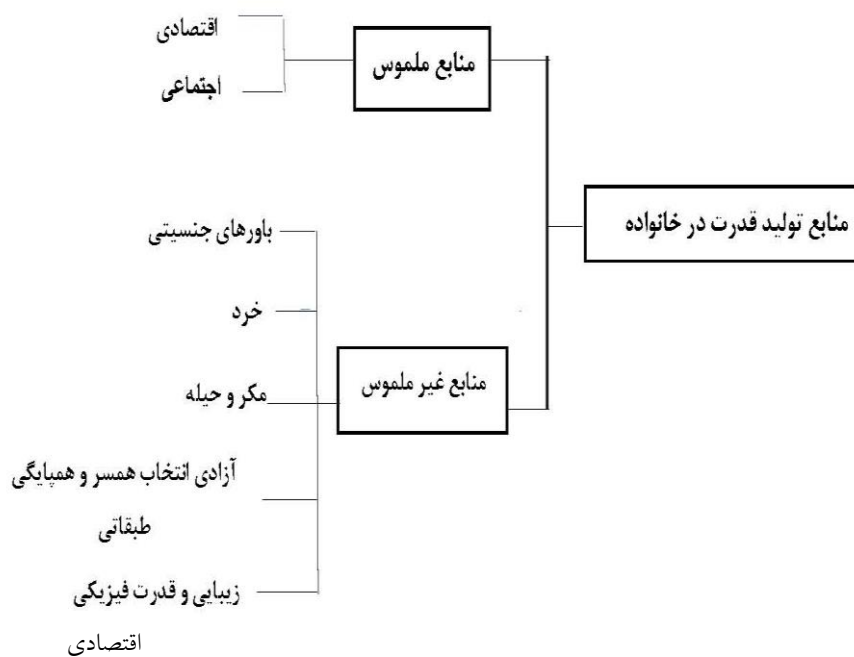 منابع تولید قدرت در خانواده
منابع ملموس
اقتصادی
اجتماعی
منابع غیر ملموس
باورهای جنسیتی
خرد
مکر و حیله
آزادی انتخاب همسر و همپایگی
طبقاتی
زیبایی و قدرت فیزیکی
اقتصادی